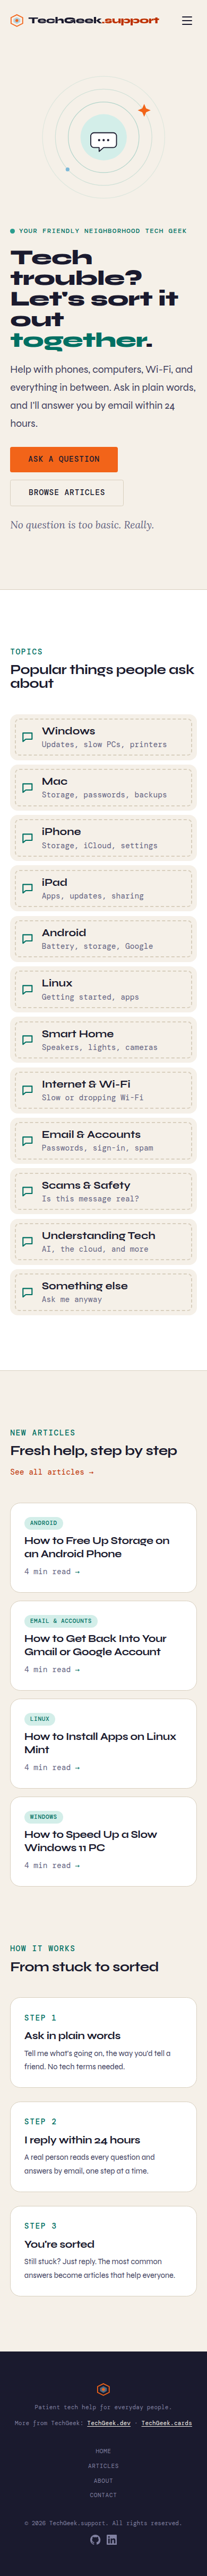 TechGeek.support
YOUR FRIENDLY NEIGHBORHOOD TECH GEEK
Tech
trouble?
Let's sort it
out
together.
Help with phones, computers, Wi-Fi, and
everything in between. Ask in plain words,
and I'll answer you by email within 24
hours.
ASK A QUESTION
BROWSE ARTICLES
No question is too basic. Really.
TOPICS
Popular things people ask
about
Windows
Updates, slow PCs, printers
Mac
Storage, passwords, backups
iPhone
Storage, iCloud, settings
iPad
Apps, updates, sharing
Android
Battery, storage, Google
Linux
Getting started, apps
Smart Home
Speakers, lights, cameras
Internet & Wi-Fi
Slow or dropping Wi-Fi
Email & Accounts
Passwords, sign-in, spam
Scams & Safety
Is this message real?
Understanding Tech
AI, the cloud, and more
Something else
Ask me anyway
NEW ARTICLES
Fresh help, step by step
See all articles →
ANDROID
How to Free Up Storage on
an Android Phone
4 min read →
EMAIL & ACCOUNTS
How to Get Back Into Your
Gmail or Google Account
4 min read →
LINUX
How to Install Apps on Linux
Mint
4 min read →
WINDOWS
How to Speed Up a Slow
Windows 11 PC
4 min read →
HOW IT WORKS
From stuck to sorted
STEP 1
Ask in plain words
Tell me what's going on, the way you'd tell a
friend. No tech terms needed.
STEP 2
I reply within 24 hours
A real person reads every question and
answers by email, one step at a time.
STEP 3
You're sorted
Still stuck? Just reply. The most common
answers become articles that help everyone.
Patient tech help for everyday people.
More from TechGeek: TechGeek.dev · TechGeek.cards
HOME
ARTICLES
ABOUT
CONTACT
© 2026 TechGeek.support. All rights reserved.